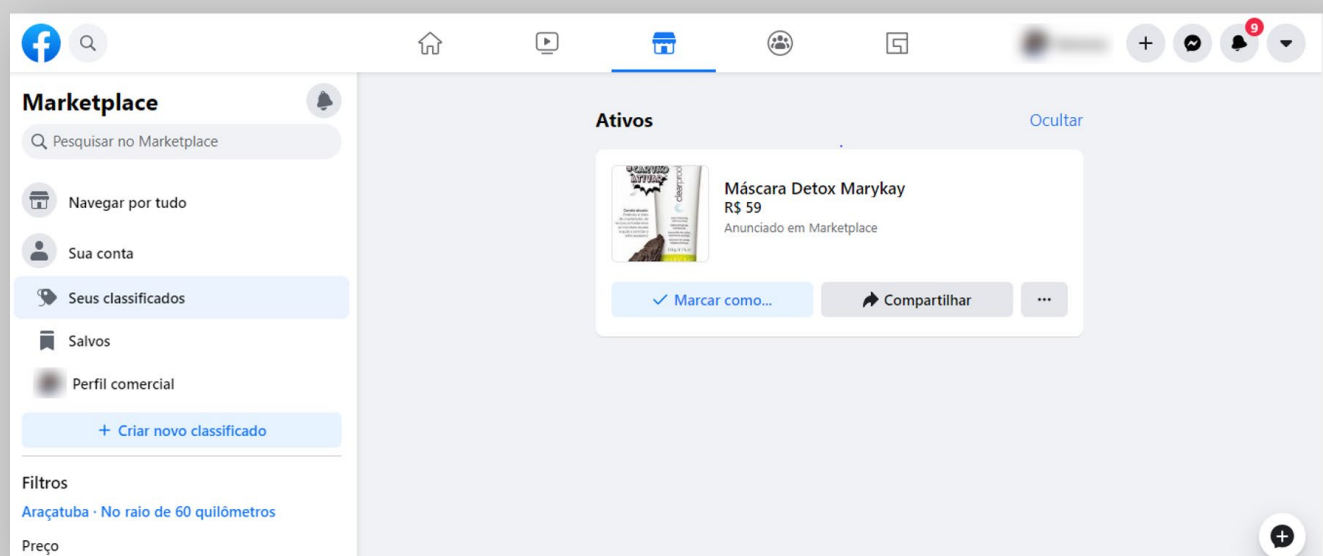 9
Marketplace
Pesquisar no Marketplace
Navegar por tudo
Sua conta
Seus classificados
Salvos
Perfil comercial
+ Criar novo classificado
Filtros
Araçatuba · No raio de 60 quilômetros
Preço
Ativos
Ocultar
clearproof
Máscara Detox Marykay
R$ 59
Anunciado em Marketplace
Marcar como...
Compartilhar